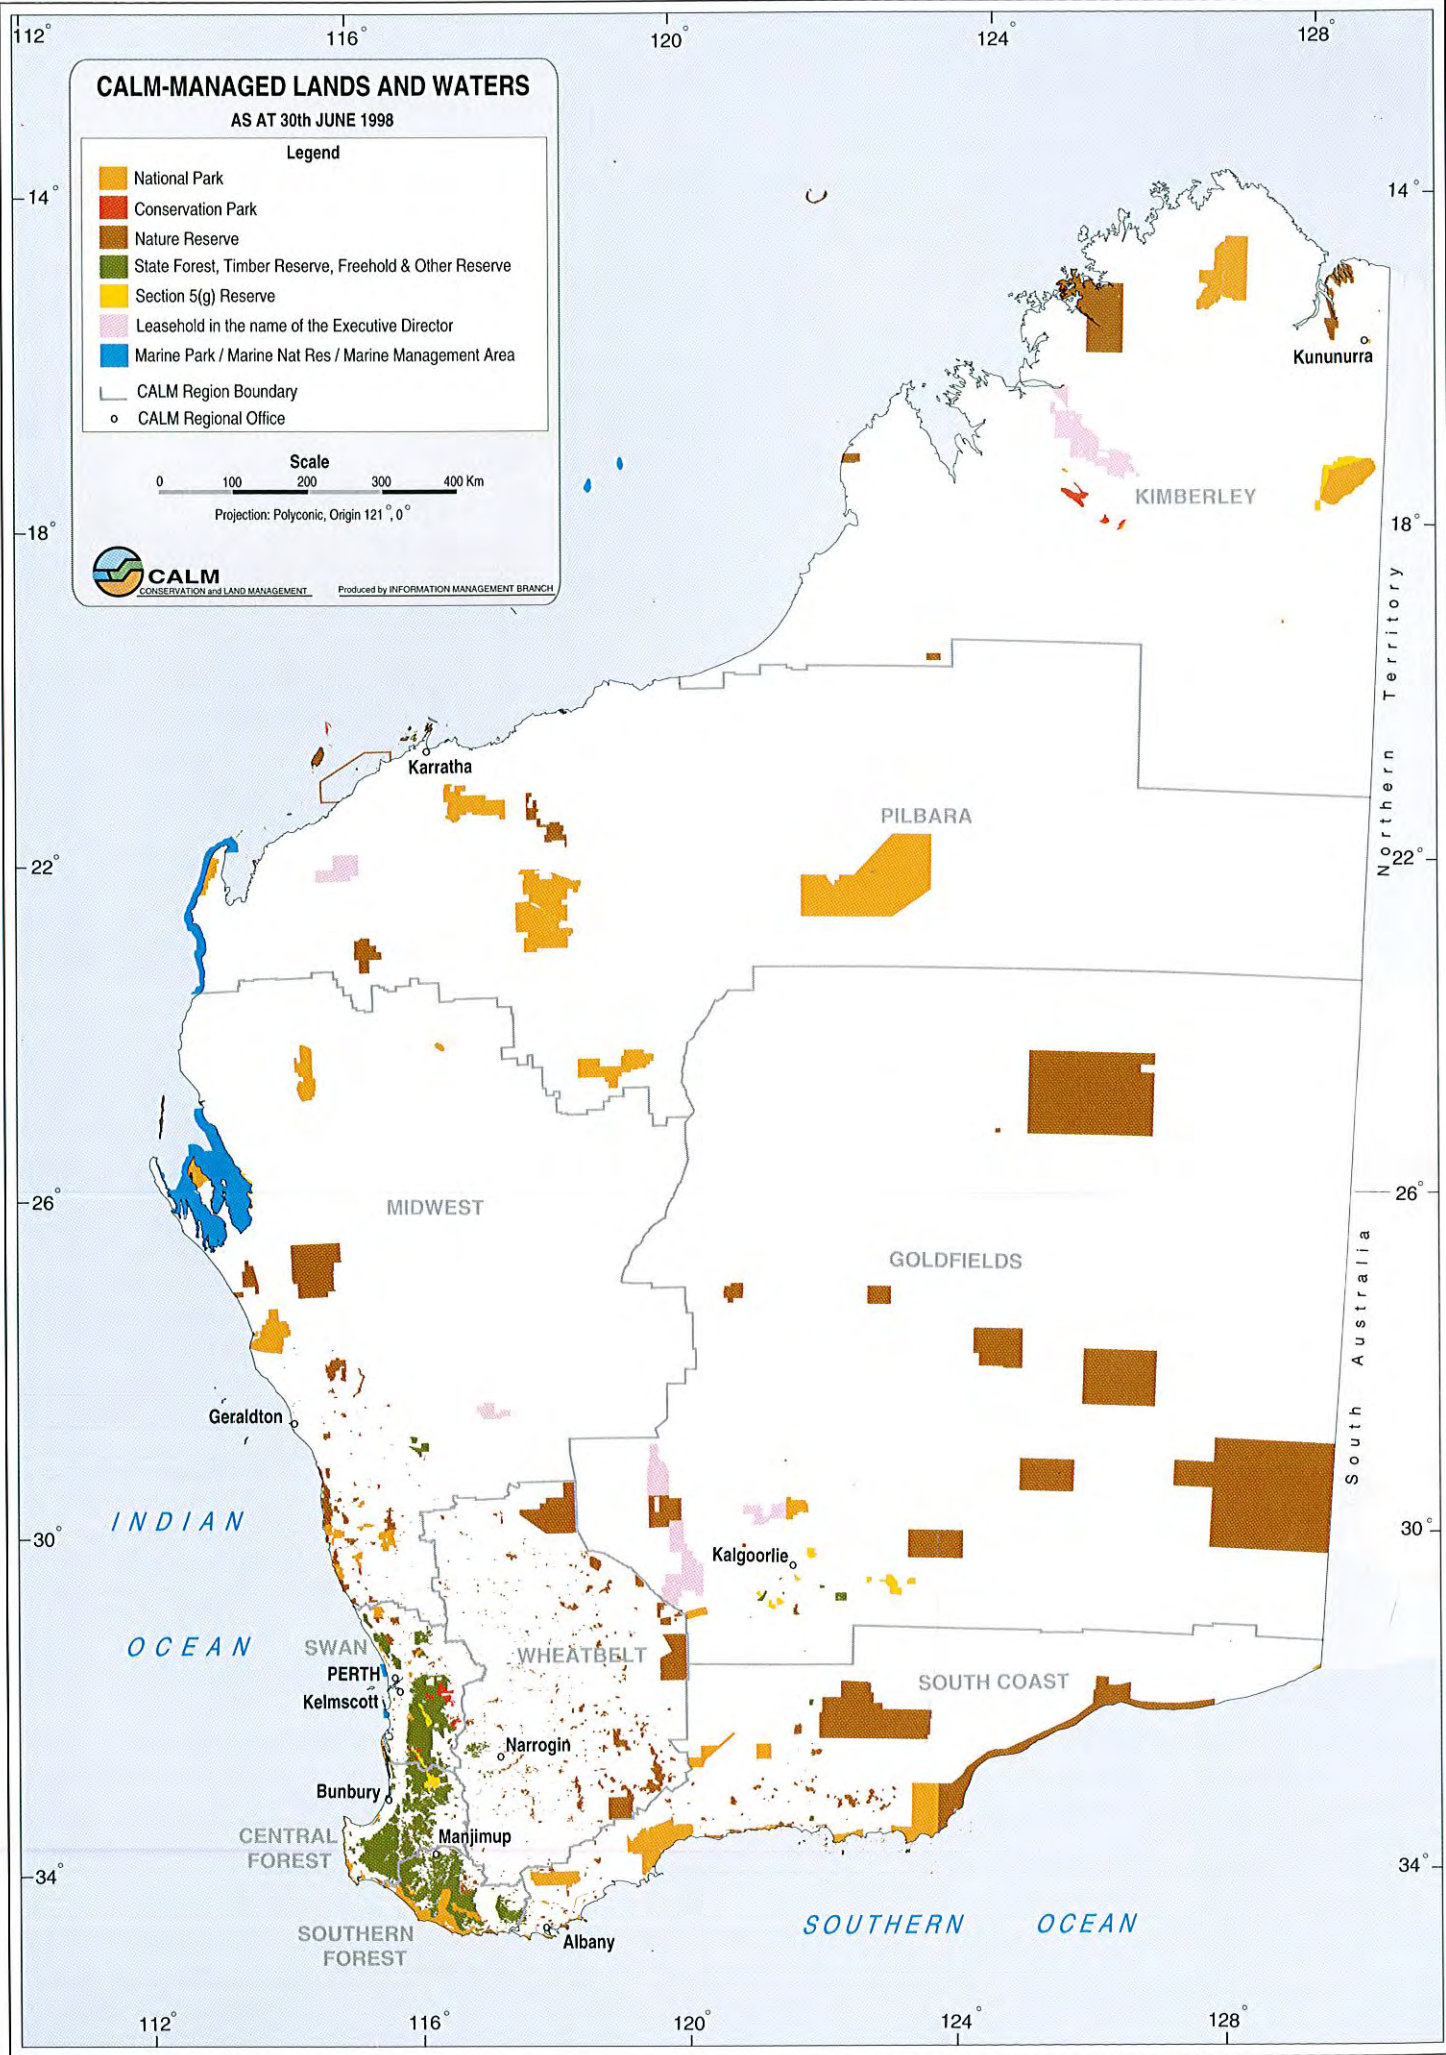 112°
116°
120°
124°
128°
CALM-MANAGED LANDS AND WATERS
AS AT 30th JUNE 1998
Legend
National Park
Conservation Park
Nature Reserve
State Forest, Timber Reserve, Freehold & Other Reserve
Section 5(g) Reserve
Leasehold in the name of the Executive Director
Marine Park / Marine Nat Res / Marine Management Area
CALM Region Boundary
CALM Regional Office
Scale
0 100 200 300 400 Km
Projection: Polyconic, Origin 121°, 0°
CALM
CONSERVATION and LAND MANAGEMENT
Produced by INFORMATION MANAGEMENT BRANCH
14°
14°
Kununurra
KIMBERLEY
18°
18°
Northern Territory
Karratha
PILBARA
22°
22°
26°
26°
MIDWEST
GOLDFIELDS
South Australia
Geraldton
INDIAN
30°
30°
Kalgoorlie
OCEAN
SWAN
WHEATBELT
PERTH
SOUTH COAST
Kelmscott
Narrogin
Bunbury
CENTRAL
FOREST
Manjimup
34°
34°
SOUTHERN OCEAN
SOUTHERN
FOREST
Albany
112°
116°
120°
124°
128°